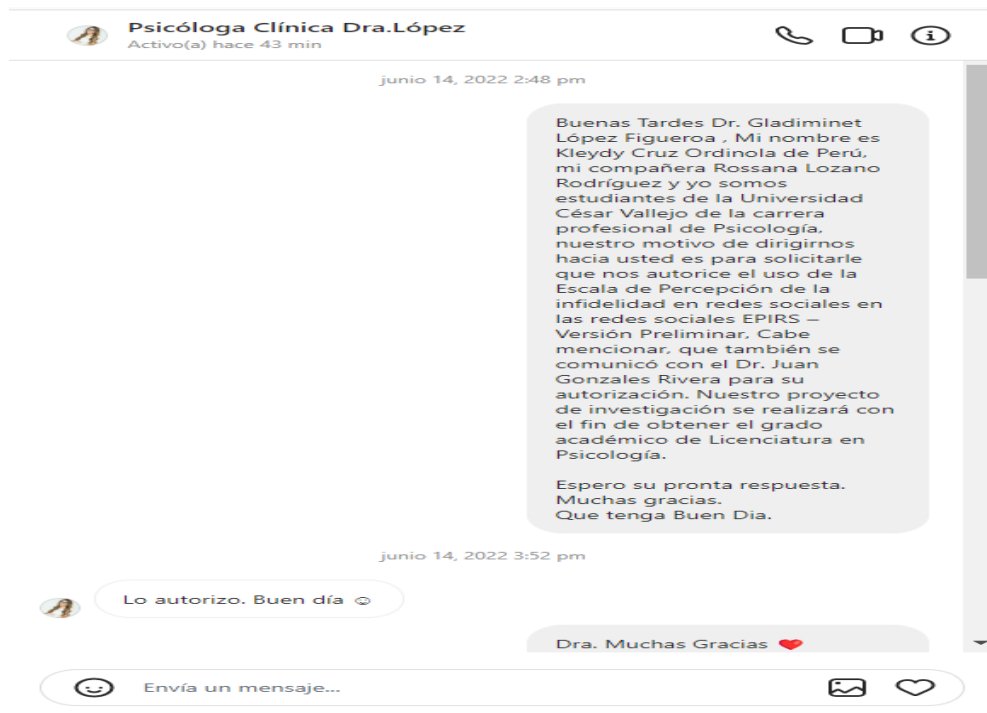 Psicóloga Clínica Dra.López
Activo(a) hace 43 min
junio 14, 2022 2:48 pm
Buenas Tardes Dr. Gladiminet
López Figueroa , Mi nombre es
Kleydy Cruz Ordinola de Perú,
mi compañera Rossana Lozano
Rodríguez y yo somos
estudiantes de la Universidad
César Vallejo de la carrera
profesional de Psicología,
nuestro motivo de dirigirnos
hacia usted es para solicitarle
que nos autorice el uso de la
Escala de Percepción de la
infidelidad en redes sociales en
las redes sociales EPIRS –
Versión Preliminar, Cabe
mencionar, que también se
comunicó con el Dr. Juan
Gonzales Rivera para su
autorización. Nuestro proyecto
de investigación se realizará con
el fin de obtener el grado
académico de Licenciatura en
Psicología.
Espero su pronta respuesta.
Muchas gracias.
Que tenga Buen Dia.
junio 14, 2022 3:52 pm
Lo autorizo. Buen día ☺
Dra. Muchas Gracias ❤
Envía un mensaje...